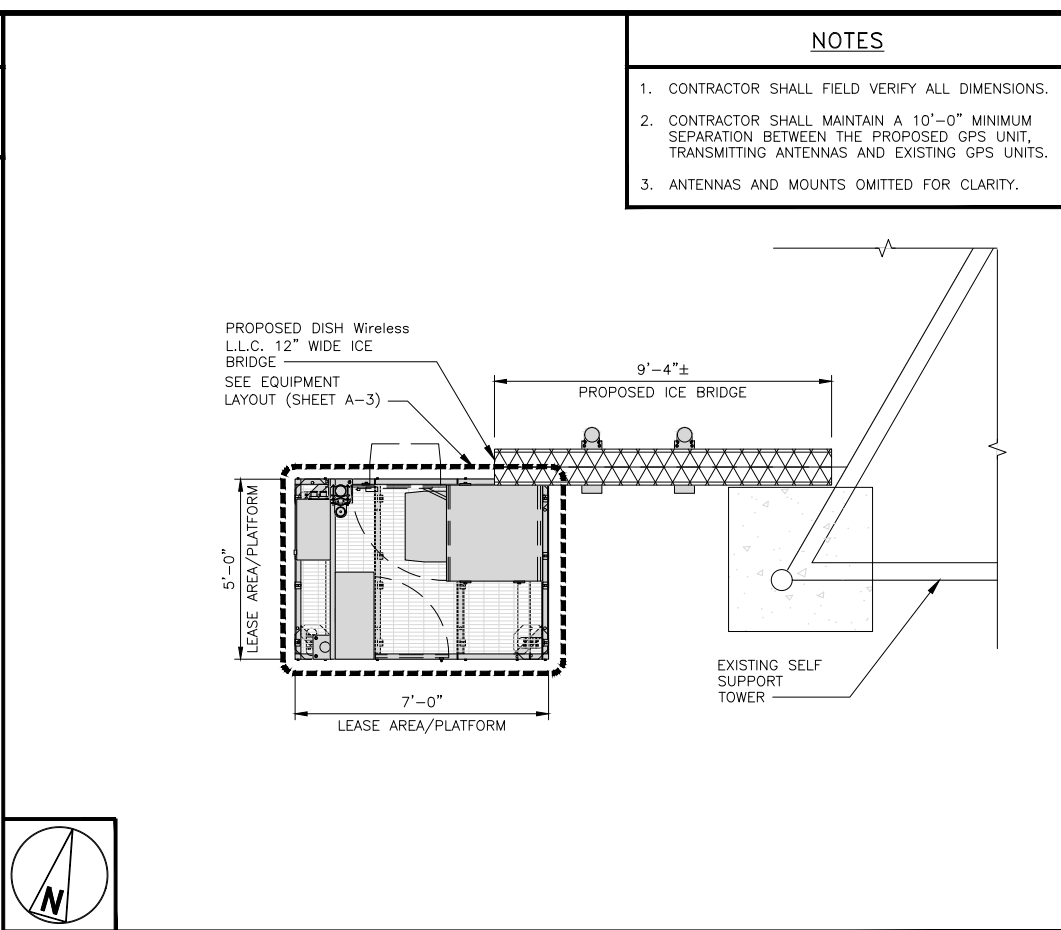 NOTES
1. CONTRACTOR SHALL FIELD VERIFY ALL DIMENSIONS.
2. CONTRACTOR SHALL MAINTAIN A 10'-0" MINIMUM
SEPARATION BETWEEN THE PROPOSED GPS UNIT,
TRANSMITTING ANTENNAS AND EXISTING GPS UNITS.
3. ANTENNAS AND MOUNTS OMITTED FOR CLARITY.
PROPOSED DISH Wireless
L.L.C. 12" WIDE ICE
BRIDGE
SEE EQUIPMENT
LAYOUT (SHEET A-3)
9'-4"±
PROPOSED ICE BRIDGE
5'-0"
LEASE AREA/PLATFORM
7'-0"
LEASE AREA/PLATFORM
EXISTING SELF
SUPPORT
TOWER
N